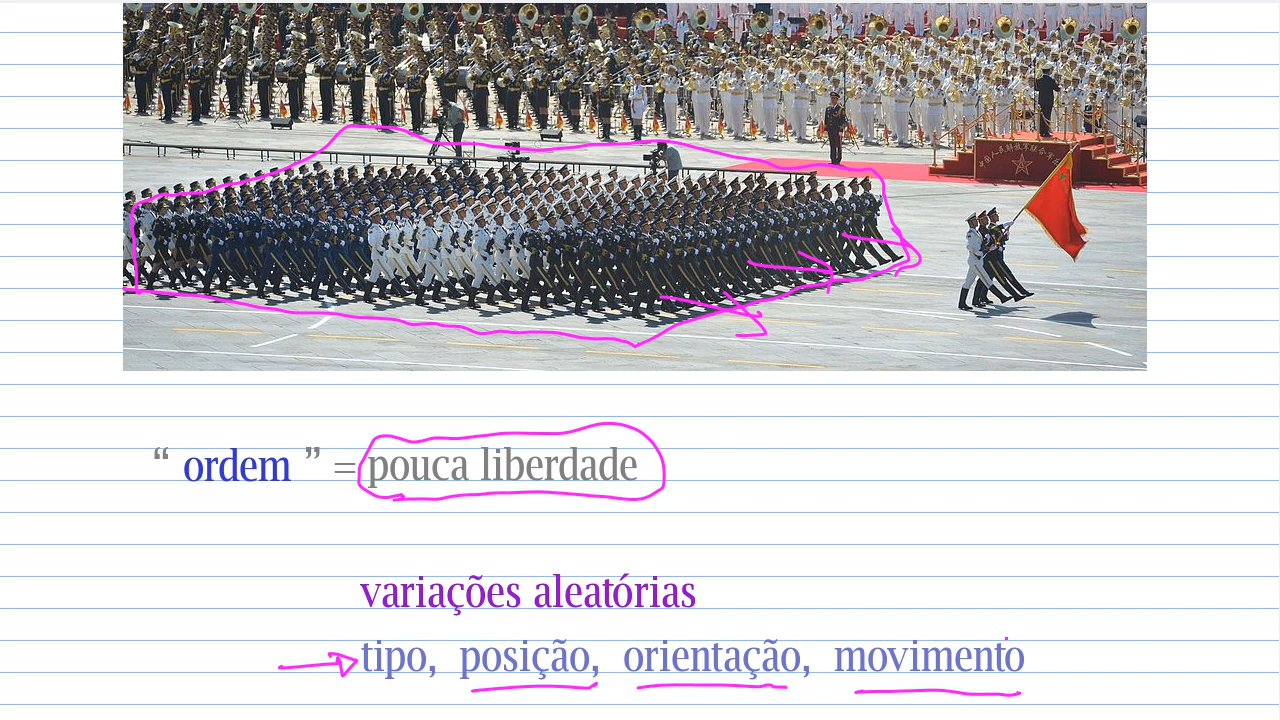 “ ordem ” = pouca liberdade
variações aleatórias
tipo, posição, orientação, movimento